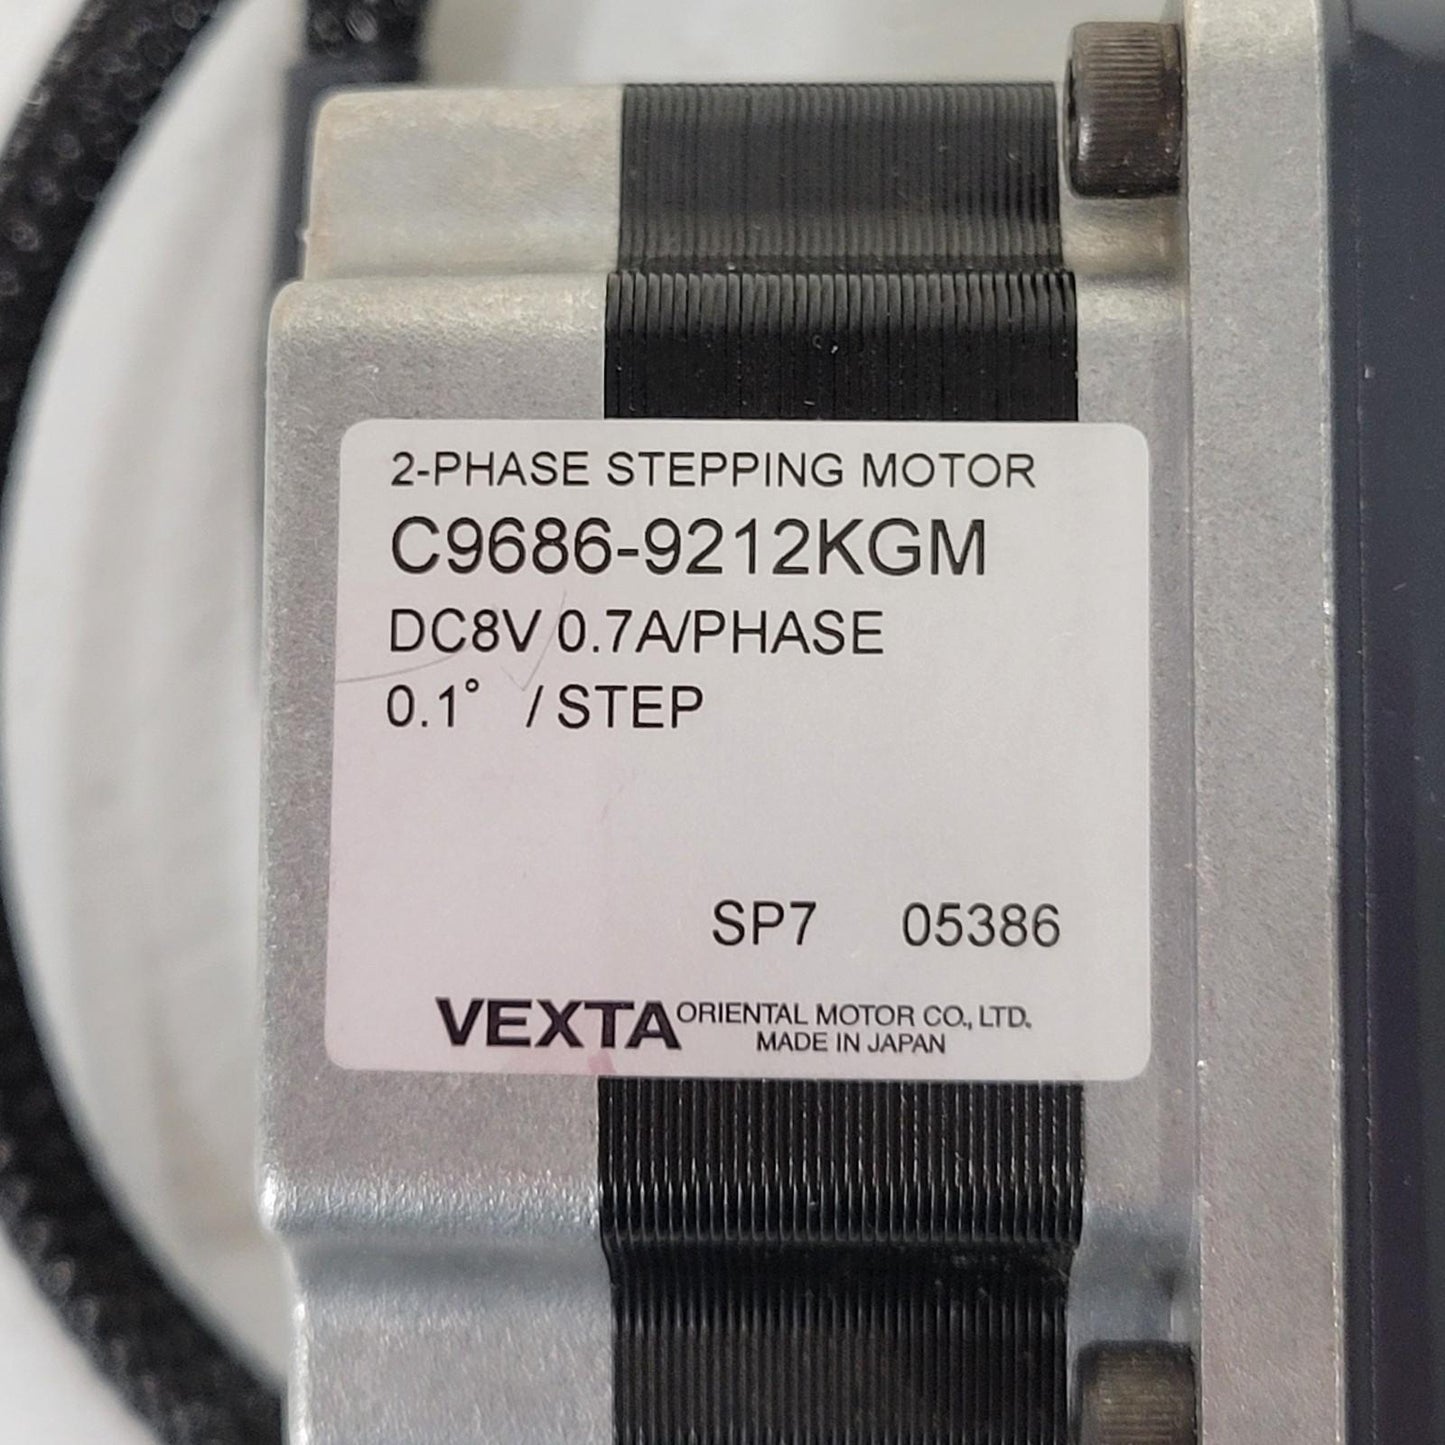 2-PHASE STEPPING MOTOR
C9686-9212KGM
DC8V 0.7A/PHASE
0.1° /STEP
SP7 05386
VEXTA ORIENTAL MOTOR CO., LTD.
MADE IN JAPAN